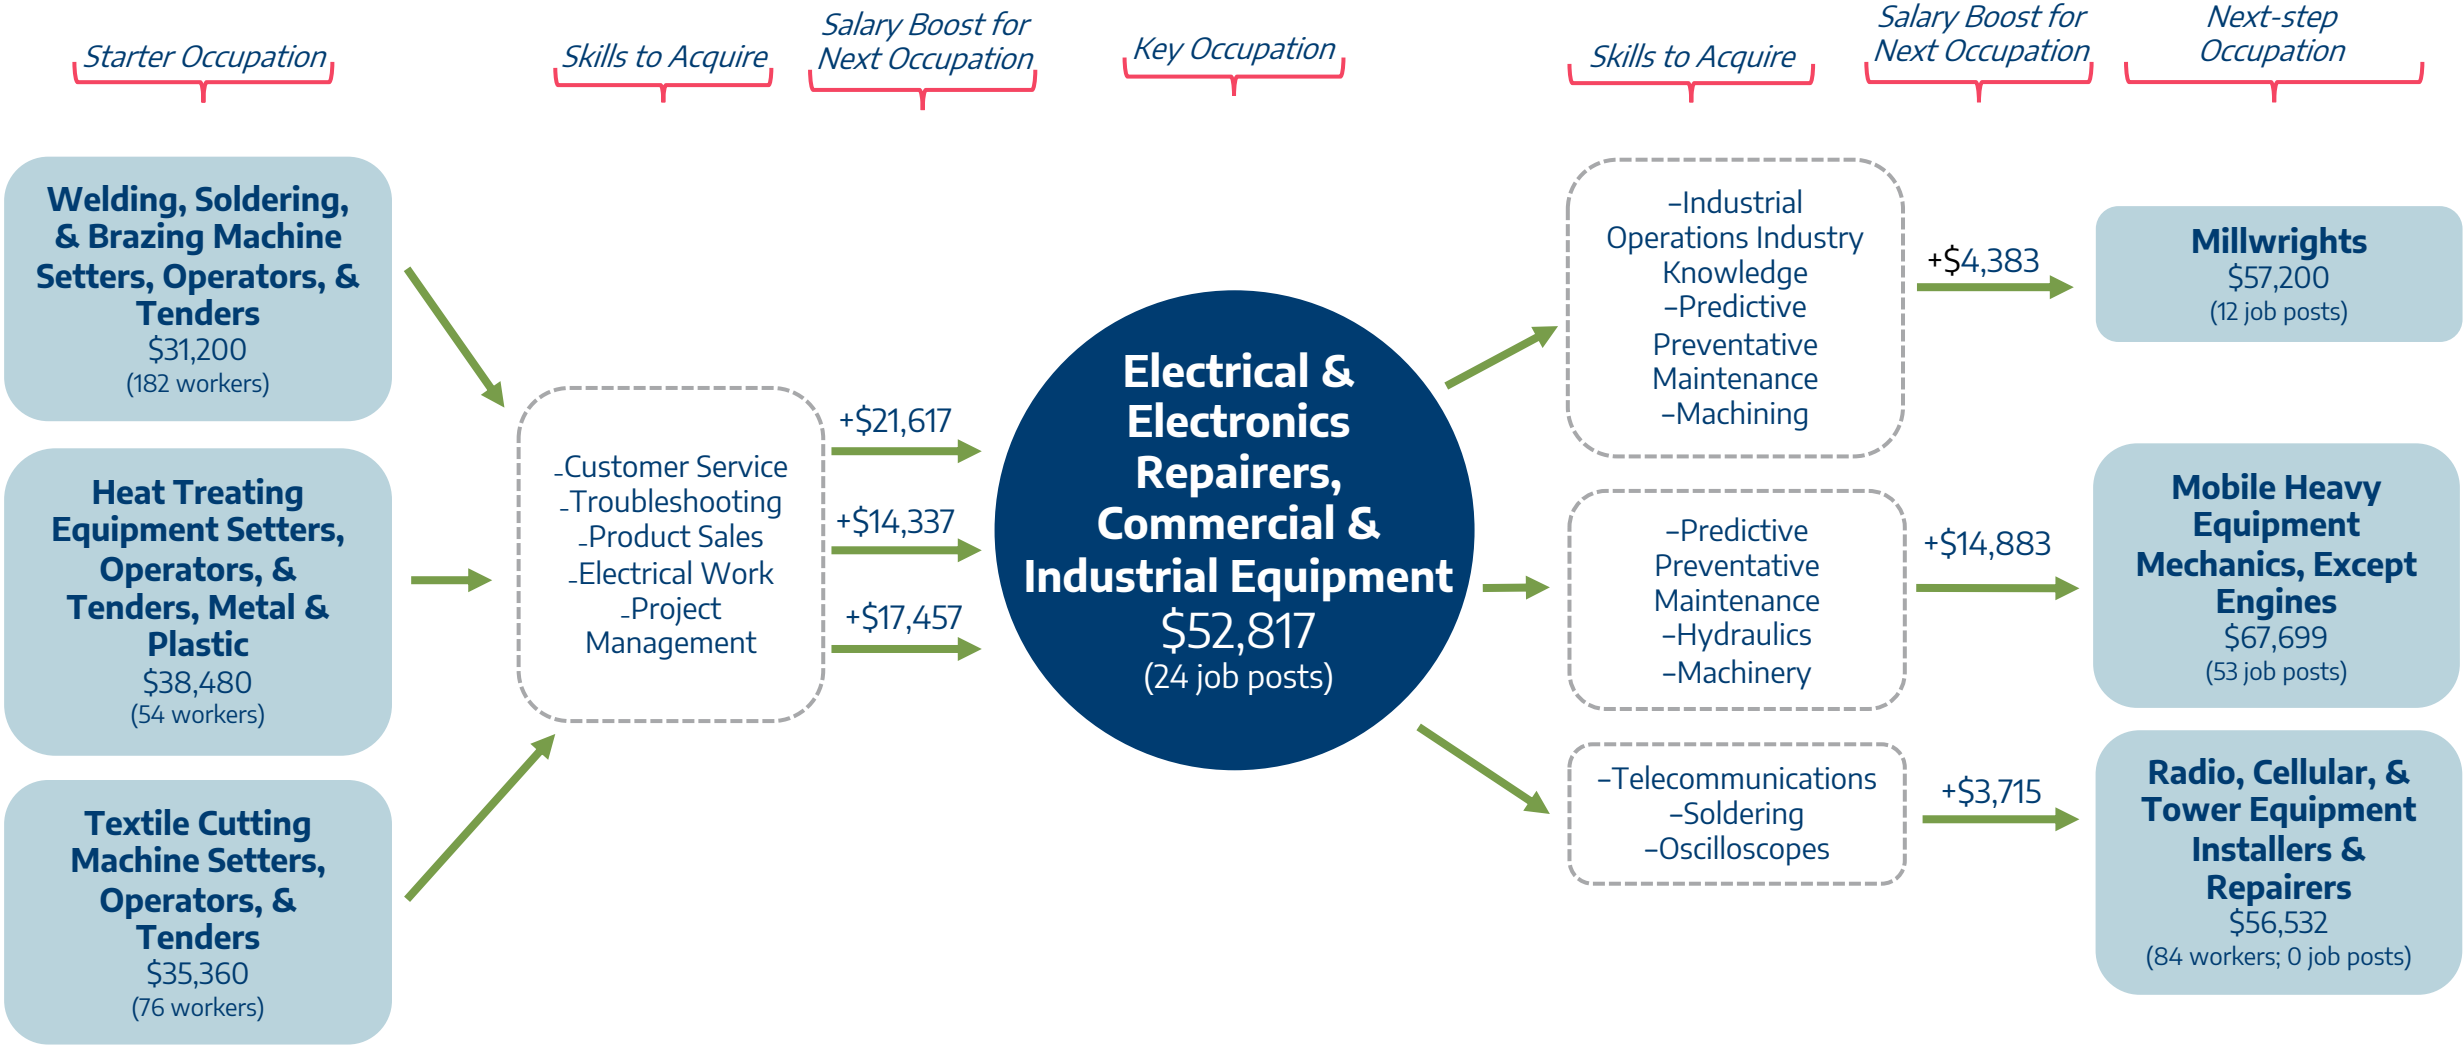 Starter Occupation
Skills to Acquire
Salary Boost for
Next Occupation
Key Occupation
Skills to Acquire
Salary Boost for
Next Occupation
Next-step
Occupation
Welding, Soldering,
& Brazing Machine
Setters, Operators, &
Tenders
$31,200
(182 workers)
Heat Treating
Equipment Setters,
Operators, &
Tenders, Metal &
Plastic
$38,480
(54 workers)
Textile Cutting
Machine Setters,
Operators, &
Tenders
$35,360
(76 workers)
-Customer Service
-Troubleshooting
-Product Sales
-Electrical Work
-Project
Management
+$21,617
+$14,337
+$17,457
Electrical &
Electronics
Repairers,
Commercial &
Industrial Equipment
$52,817
(24 job posts)
–Industrial
Operations Industry
Knowledge
–Predictive
Preventative
Maintenance
–Machining
+$4,383
Millwrights
$57,200
(12 job posts)
–Predictive
Preventative
Maintenance
–Hydraulics
–Machinery
+$14,883
Mobile Heavy
Equipment
Mechanics, Except
Engines
$67,699
(53 job posts)
–Telecommunications
–Soldering
–Oscilloscopes
+$3,715
Radio, Cellular, &
Tower Equipment
Installers &
Repairers
$56,532
(84 workers; 0 job posts)